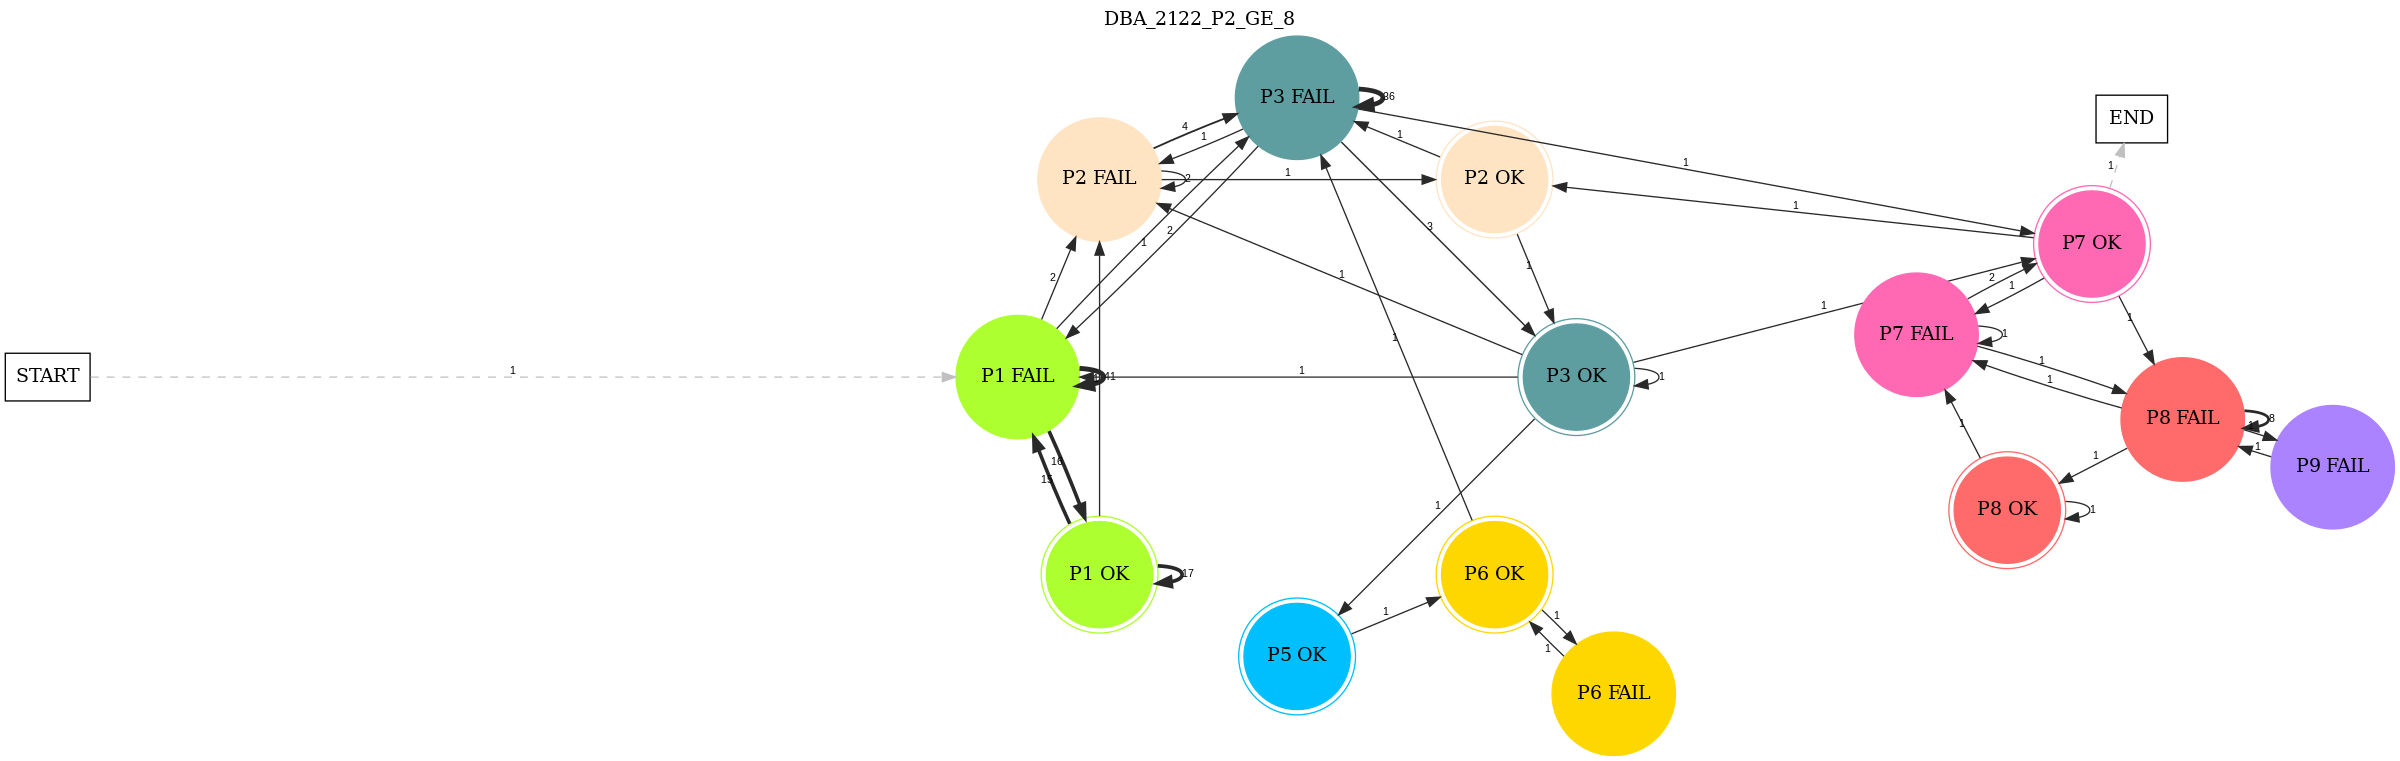 DBA_2122_P2_GE_8
P3 FAIL
36
END
4
1
1
1
P2 FAIL
2
1
P2 OK
1
1
1
2
3
P7 OK
1
1
2
2
1
1
1
P7 FAIL
1
1
START
1
P1 FAIL
41
1
P3 OK
1
1
1
P8 FAIL
8
1
1
1
P9 FAIL
16
15
1
P8 OK
1
P1 OK
17
1
P6 OK
1
1
1
P5 OK
P6 FAIL